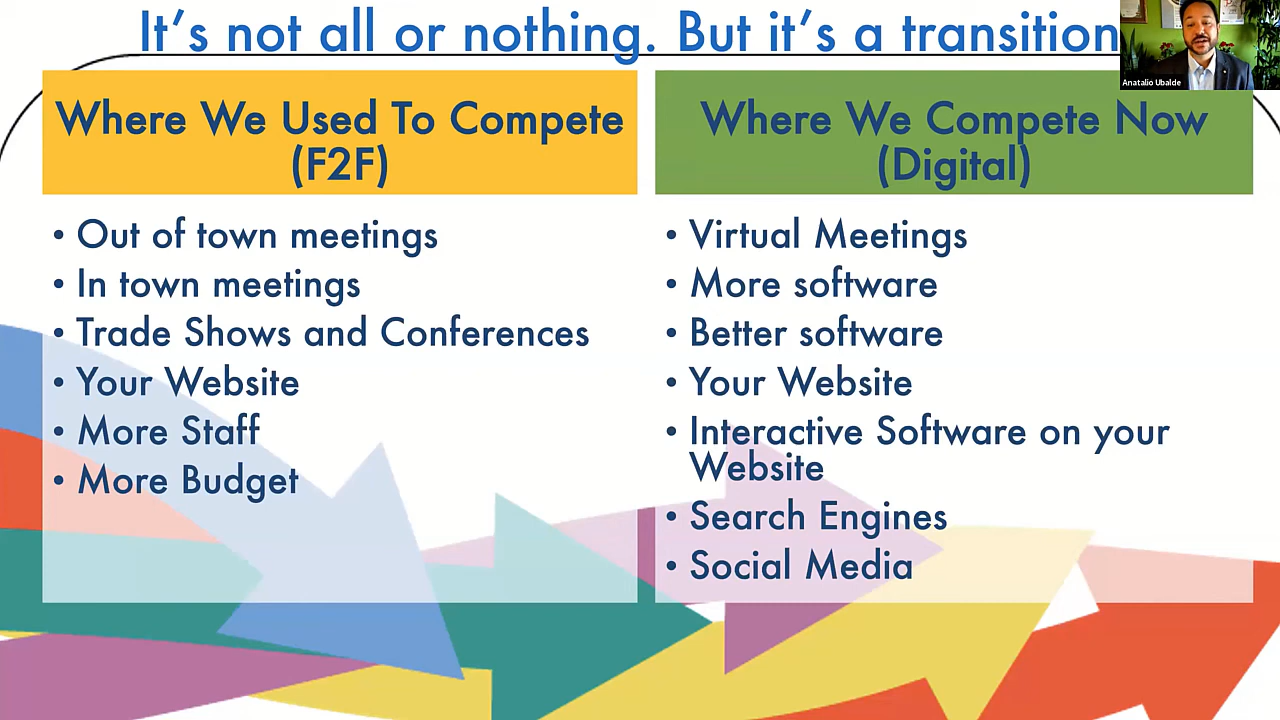 It's not all or nothing. But it's a transition
Anatalio Ubalde
Where We Used To Compete
(F2F)
• Out of town meetings
• In town meetings
• Trade Shows and Conferences
• Your Website
• More Staff
• More Budget
Where We Compete Now
(Digital)
• Virtual Meetings
• More software
• Better software
• Your Website
• Interactive Software on your
Website
• Search Engines
• Social Media